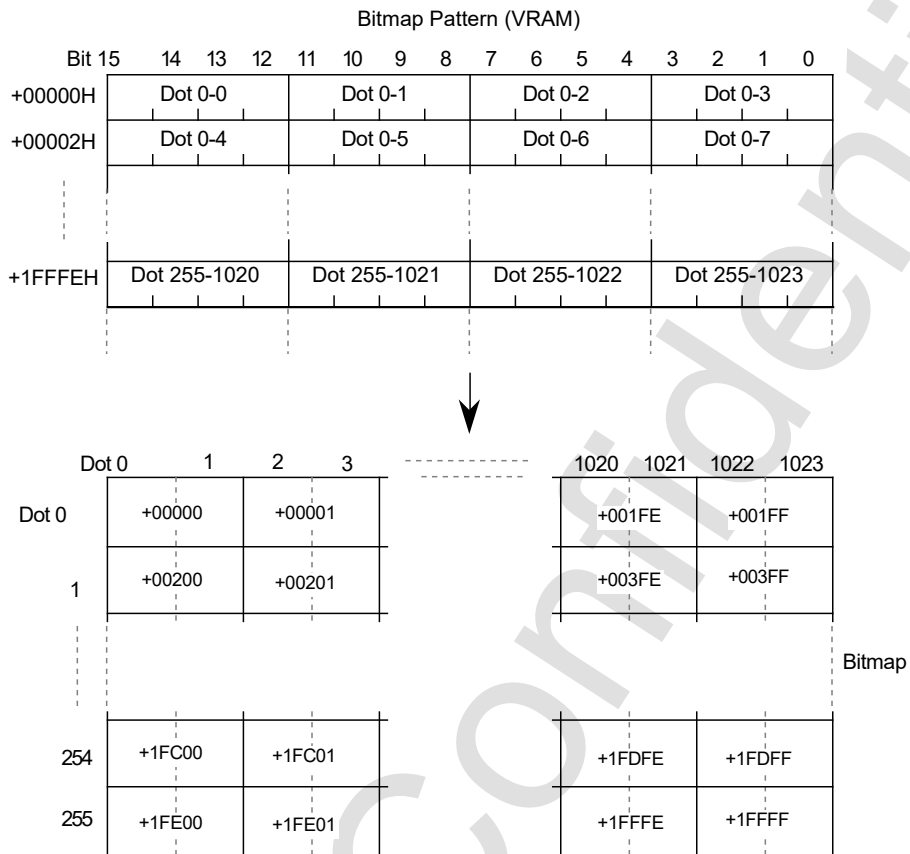 Bitmap Pattern (VRAM)
Bit 15 14 13 12 11 10 9 8 7 6 5 4 3 2 1 0
+00000H Dot 0-0 Dot 0-1 Dot 0-2 Dot 0-3
+00002H Dot 0-4 Dot 0-5 Dot 0-6 Dot 0-7
+1FFFEH Dot 255-1020 Dot 255-1021 Dot 255-1022 Dot 255-1023
Dot 0 1 2 3 1020 1021 1022 1023
Dot 0 +00000 +00001 +001FE +001FF
1 +00200 +00201 +003FE +003FF
Bitmap
254 +1FC00 +1FC01 +1FDFE +1FDFF
255 +1FE00 +1FE01 +1FFFE +1FFFF
Confidenti